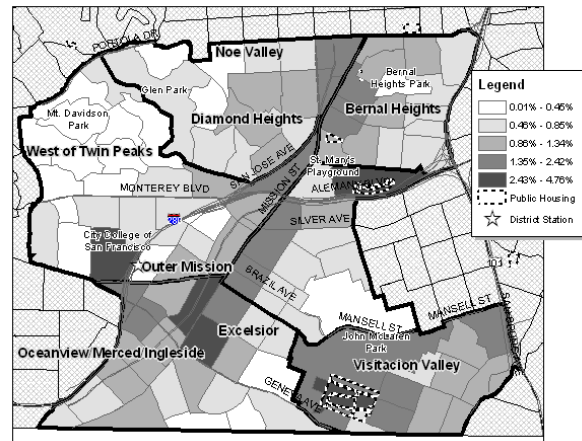 PORTOLA DR
Noe Valley
Glen Park
Bernal
Heights Park
Mt. Davidson
Park
Diamond Heights
Bernal Heights
West of Twin Peaks
SAN JOSE AVE
MISSION ST
St. Mary's
Playground
MONTEREY BLVD
ALEMANY BLVD
280
SILVER AVE
City College of
San Francisco
Outer Mission
BRAZIL AVE
MANSELL ST
MANSELL ST
John McLaren
Park
Oceanview/Merced/Ingleside
Excelsior
Visitacion Valley
GENEVA AVE
Legend
0.01% - 0.45%
0.46% - 0.85%
0.86% - 1.34%
1.35% - 2.42%
2.43% - 4.76%
Public Housing
District Station